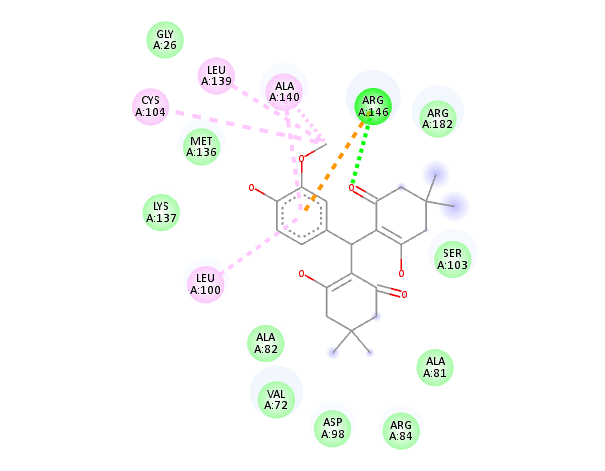 GLY
A:26
LEU
A:139
ALA
A:140
CYS
A:104
ARG
A:146
ARG
A:182
MET
A:136
LYS
A:137
O
O
O
SER
A:103
O
O
O
LEU
A:100
ALA
A:82
ALA
A:81
VAL
A:72
ASP
A:98
ARG
A:84